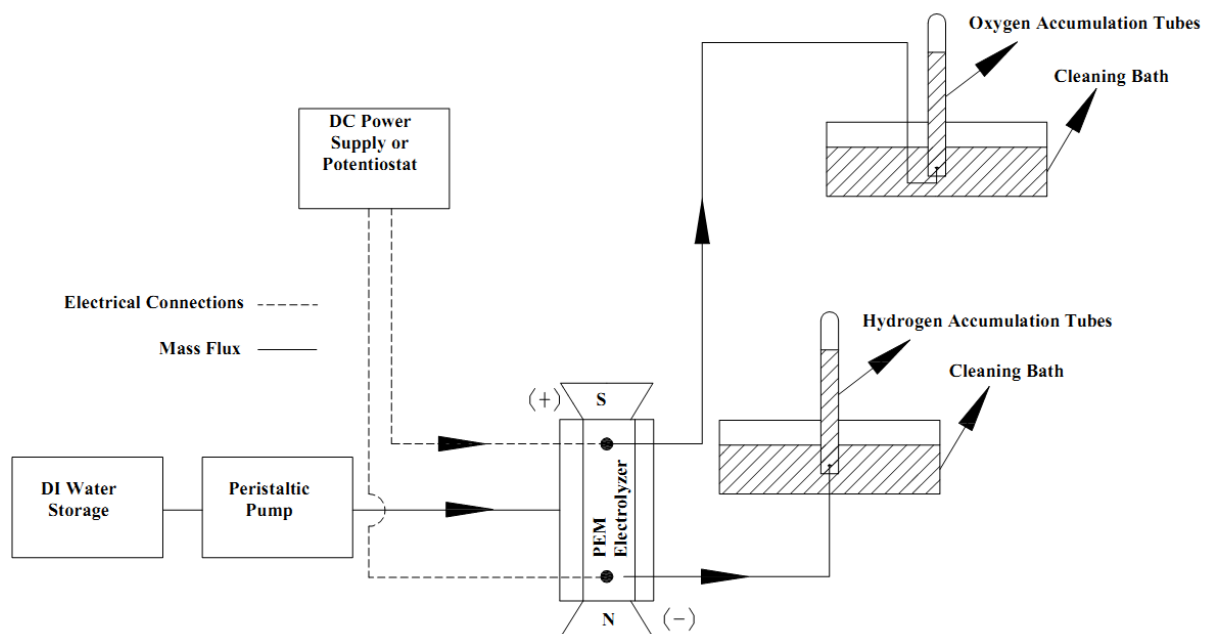 Oxygen Accumulation Tubes
Cleaning Bath
DC Power
Supply or
Potentiostat
Electrical Connections
Mass Flux
Hydrogen Accumulation Tubes
Cleaning Bath
(+)
S
DI Water
Storage
Peristaltic
Pump
PEM
Electrolyzer
N
(-)